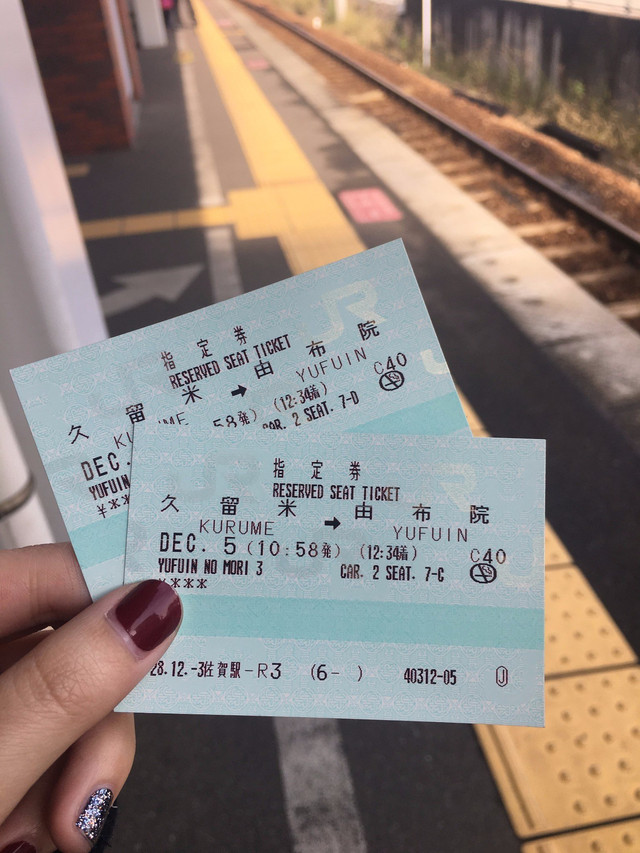 JR
指定券
RESERVED SEAT TICKET
久留米 → 由布院
YUFUIN
58発) (12:34着) C40
DEC. CAR. 2 SEAT. 7-D
YUFUIN
¥**
指定券
RESERVED SEAT TICKET
久留米 → 由布院
KURUME YUFUIN
DEC. 5 (10:58発) (12:34着) C40
YUFUIN NO MORI 3 CAR. 2 SEAT. 7-C
¥****
28.12.-3佐賀駅-R3 (6- ) 40312-05 Ⓙ